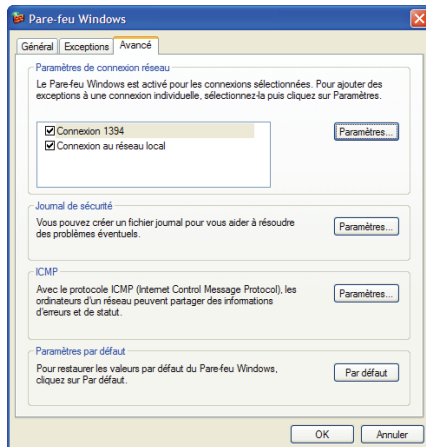 Pare-feu Windows
Général Exceptions Avancé
Paramètres de connexion réseau
Le Pare-feu Windows est activé pour les connexions sélectionnées. Pour ajouter des
exceptions à une connexion individuelle, sélectionnez-la puis cliquez sur Paramètres.
Connexion 1394
Connexion au réseau local
Paramètres...
Journal de sécurité
Vous pouvez créer un fichier journal pour vous aider à résoudre
des problèmes éventuels.
Paramètres...
ICMP
Avec le protocole ICMP (Internet Control Message Protocol), les
ordinateurs d'un réseau peuvent partager des informations
d'erreurs et de statut.
Paramètres...
Paramètres par défaut
Pour restaurer les valeurs par défaut du Pare-feu Windows,
cliquez sur Par défaut.
Par défaut
OK Annuler